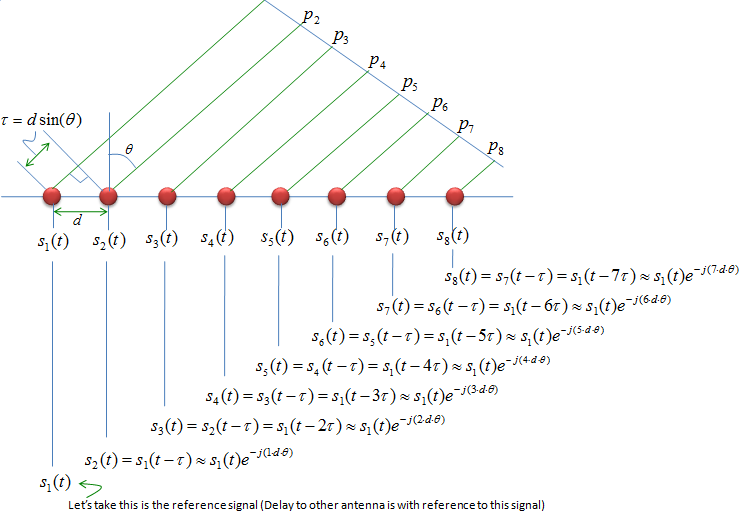 p₂
p₃
p₄
p₅
p₆
p₇
p₈
τ = d sin(θ)
θ
d
s₁(t) s₂(t) s₃(t) s₄(t) s₅(t) s₆(t) s₇(t) s₈(t)
s₈(t) = s₇(t−τ) = s₁(t−7τ) ≈ s₁(t)e^{−j(7·d·θ)}
s₇(t) = s₆(t−τ) = s₁(t−6τ) ≈ s₁(t)e^{−j(6·d·θ)}
s₆(t) = s₅(t−τ) = s₁(t−5τ) ≈ s₁(t)e^{−j(5·d·θ)}
s₅(t) = s₄(t−τ) = s₁(t−4τ) ≈ s₁(t)e^{−j(4·d·θ)}
s₄(t) = s₃(t−τ) = s₁(t−3τ) ≈ s₁(t)e^{−j(3·d·θ)}
s₃(t) = s₂(t−τ) = s₁(t−2τ) ≈ s₁(t)e^{−j(2·d·θ)}
s₂(t) = s₁(t−τ) ≈ s₁(t)e^{−j(1·d·θ)}
s₁(t)
Let's take this is the reference signal (Delay to other antenna is with reference to this signal)